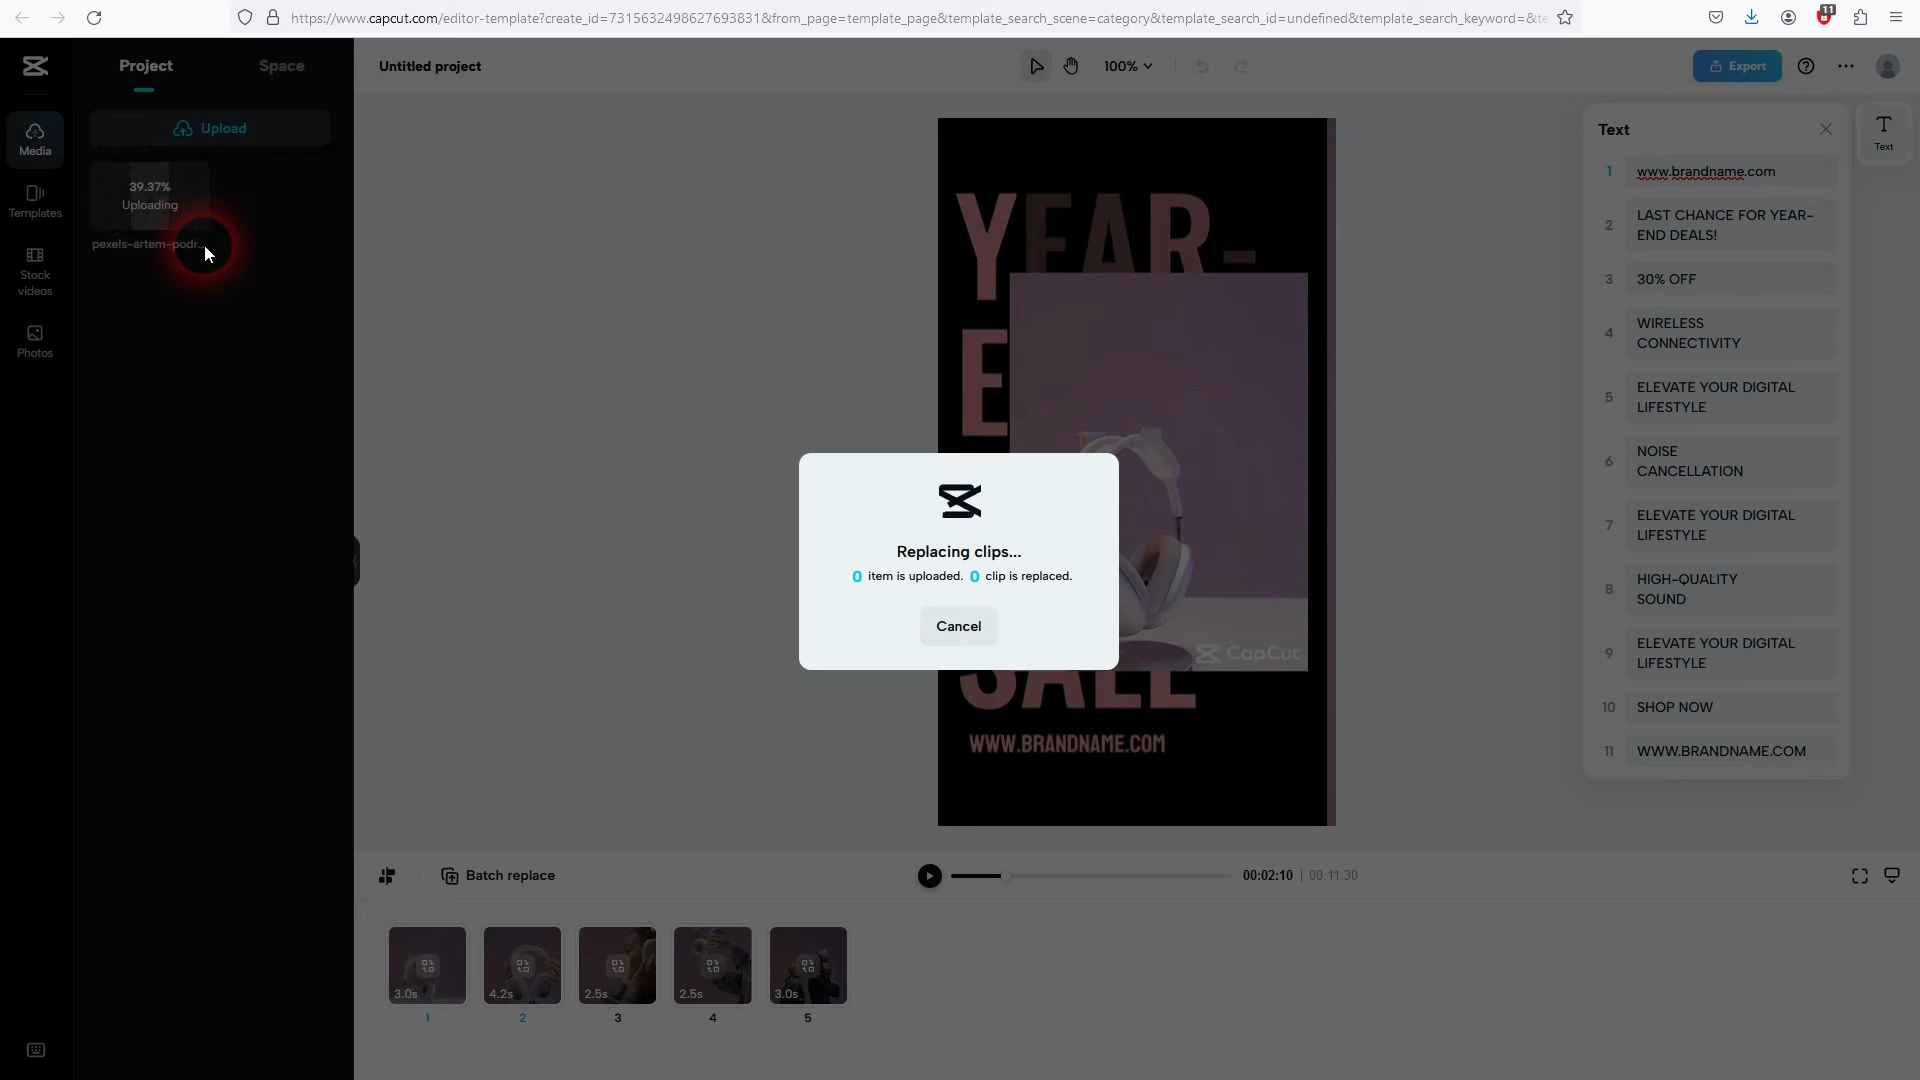 https://www.capcut.com/editor-template?create_id=7315632498627693831&from_page=template_page&template_search_scene=category&template_search_id=undefined&template_search_keyword=&te
11
Project
Space
Untitled project
100%
Export
Media
Templates
Stock
videos
Photos
Upload
39.37%
Uploading
pexels-artem-podr...
YEAR-
E
SALE
WWW.BRANDNAME.COM
CapCut
Replacing clips...
0 item is uploaded. 0 clip is replaced.
Cancel
Text
Text
1 www.brandname.com
2 LAST CHANCE FOR YEAR-
END DEALS!
3 30% OFF
4 WIRELESS
CONNECTIVITY
5 ELEVATE YOUR DIGITAL
LIFESTYLE
6 NOISE
CANCELLATION
7 ELEVATE YOUR DIGITAL
LIFESTYLE
8 HIGH-QUALITY
SOUND
9 ELEVATE YOUR DIGITAL
LIFESTYLE
10 SHOP NOW
11 WWW.BRANDNAME.COM
Batch replace
00:02:10 | 00:11:30
3.0s
4.2s
2.5s
2.5s
3.0s
1
2
3
4
5